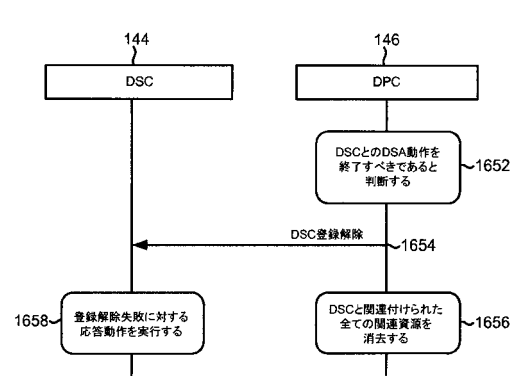 144
146
DSC
DPC
DSCとのDSA動作を
終了すべきであると
判断する
1652
DSC登録解除
1654
1658
登録解除失敗に対する
応答動作を実行する
DSCと関連付けられた
全ての関連資源を
消去する
1656